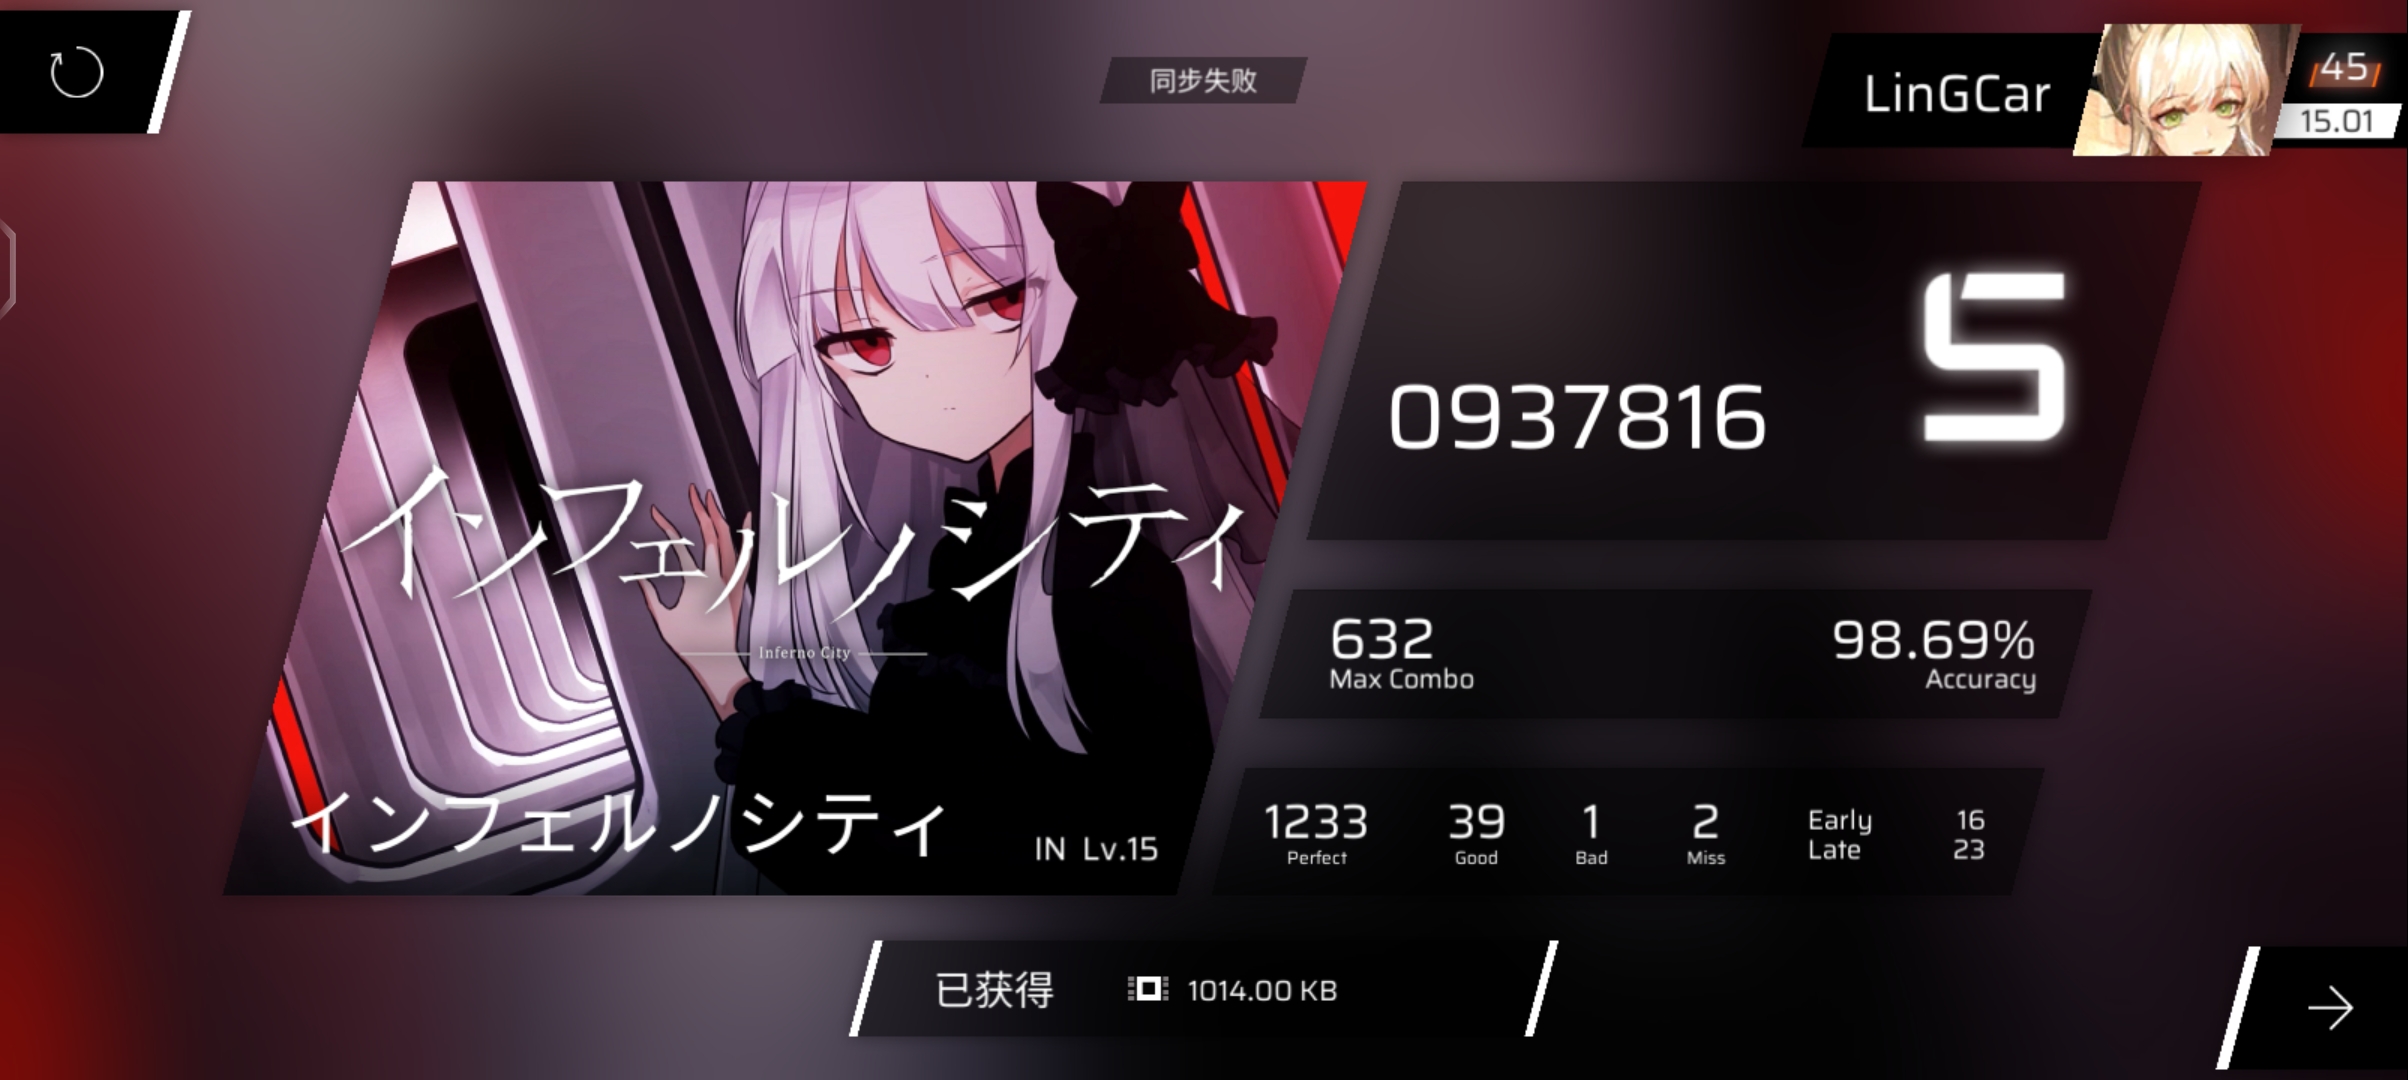 同步失败
LinGCar
45
15.01
インフェルノシティ
Inferno City
インフェルノシティ
IN Lv.15
0937816
S
632
Max Combo
98.69%
Accuracy
1233
Perfect
39
Good
1
Bad
2
Miss
Early 16
Late 23
已获得 1014.00 KB